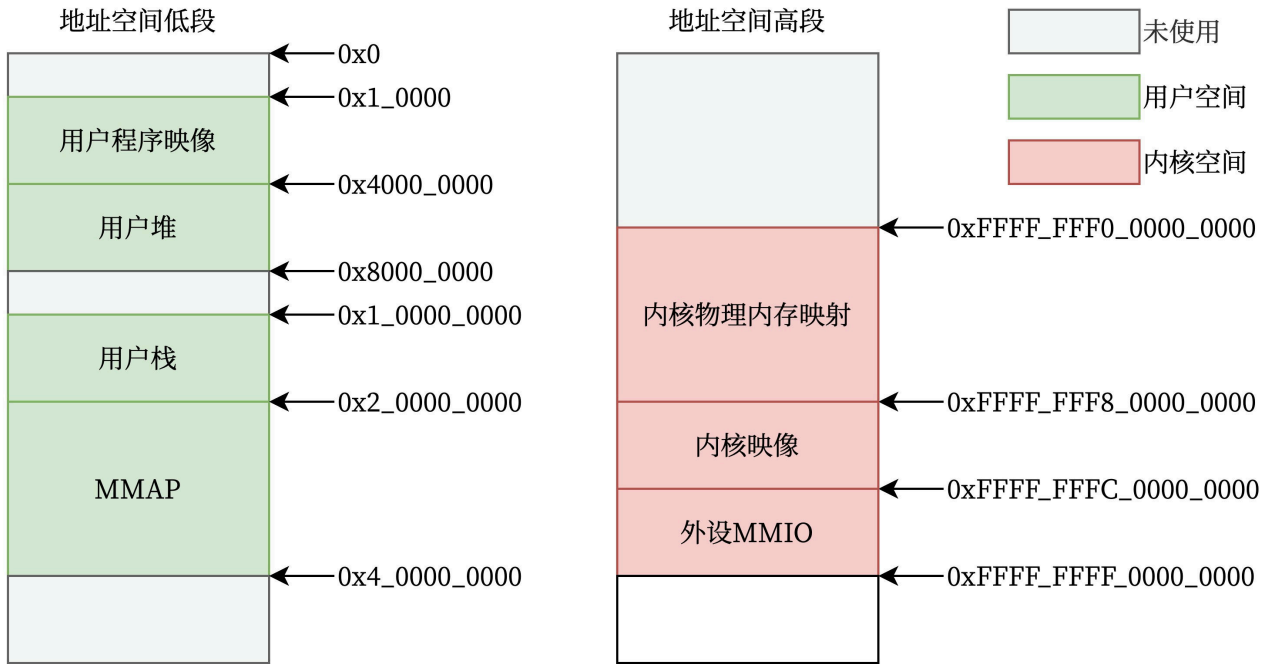 地址空间低段
0x0
0x1_0000
用户程序映像
0x4000_0000
用户堆
0x8000_0000
0x1_0000_0000
用户栈
0x2_0000_0000
MMAP
0x4_0000_0000
地址空间高段
0xFFFF_FFF0_0000_0000
内核物理内存映射
0xFFFF_FFF8_0000_0000
内核映像
0xFFFF_FFFC_0000_0000
外设MMIO
0xFFFF_FFFF_0000_0000
未使用
用户空间
内核空间